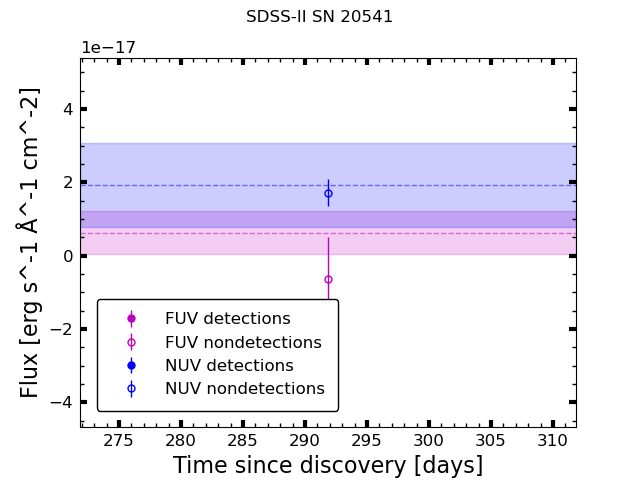 SDSS-II SN 20541
1e−17
Flux [erg s^-1 Å^-1 cm^-2]
4
2
0
−2
−4
FUV detections
FUV nondetections
NUV detections
NUV nondetections
275 280 285 290 295 300 305 310
Time since discovery [days]